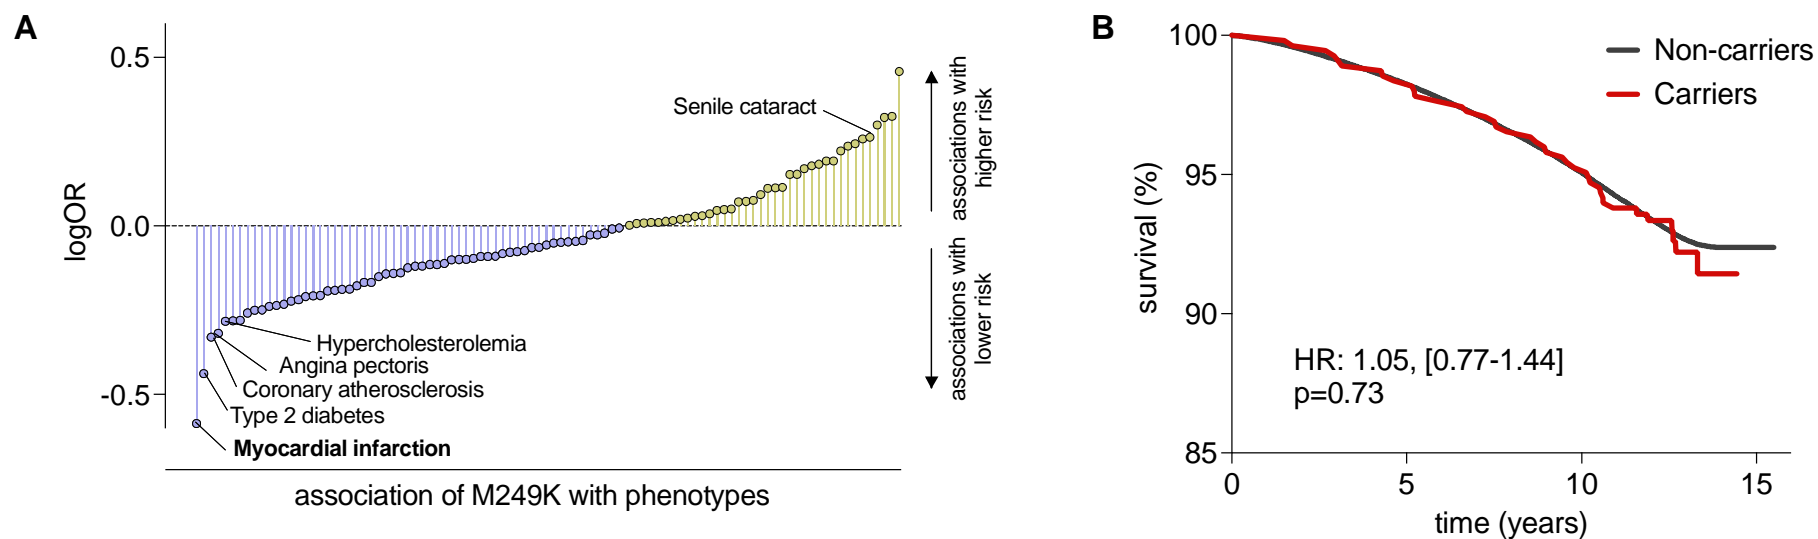 A
0.5
0.0
-0.5
logOR
Senile cataract
Hypercholesterolemia
Angina pectoris
Coronary atherosclerosis
Type 2 diabetes
Myocardial infarction
associations with
higher risk
associations with
lower risk
association of M249K with phenotypes
B
100
95
90
85
survival (%)
Non-carriers
Carriers
HR: 1.05, [0.77-1.44]
p=0.73
0
5
10
15
time (years)